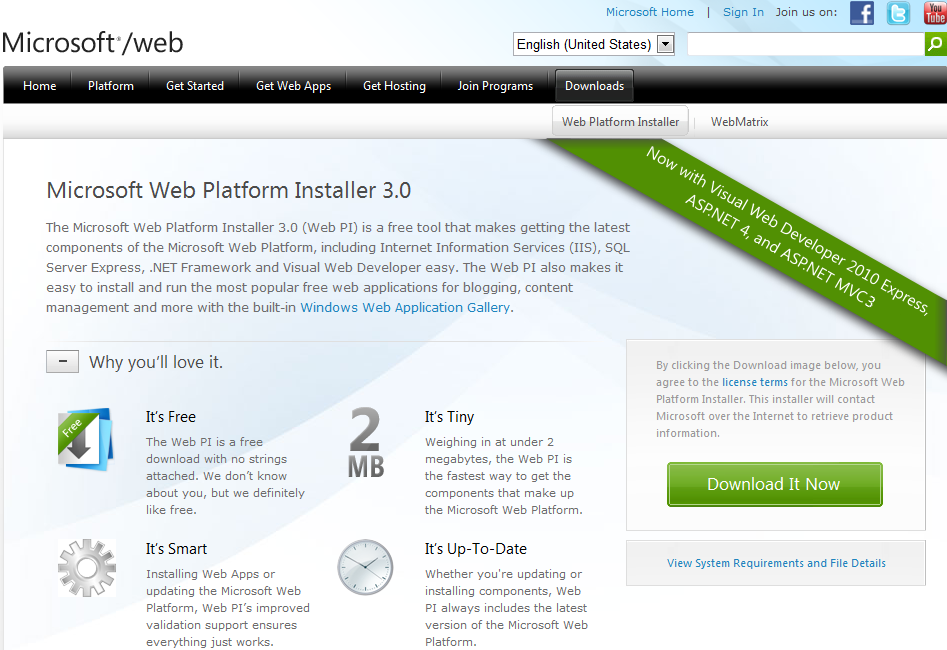 Microsoft Home | Sign In Join us on:
You Tube
Microsoft®/web
English (United States)
Home Platform Get Started Get Web Apps Get Hosting Join Programs Downloads
Web Platform Installer WebMatrix
Now with Visual Web Developer 2010 Express,
ASP.NET 4, and ASP.NET MVC3
Microsoft Web Platform Installer 3.0
The Microsoft Web Platform Installer 3.0 (Web PI) is a free tool that makes getting the latest
components of the Microsoft Web Platform, including Internet Information Services (IIS), SQL
Server Express, .NET Framework and Visual Web Developer easy. The Web PI also makes it
easy to install and run the most popular free web applications for blogging, content
management and more with the built-in Windows Web Application Gallery.
Why you'll love it.
Free
It's Free
The Web PI is a free
download with no strings
attached. We don't know
about you, but we definitely
like free.
2
MB
It's Tiny
Weighing in at under 2
megabytes, the Web PI is
the fastest way to get the
components that make up
the Microsoft Web Platform.
It's Smart
Installing Web Apps or
updating the Microsoft Web
Platform, Web PI's improved
validation support ensures
everything just works.
It's Up-To-Date
Whether you're updating or
installing components, Web
PI always includes the latest
version of the Microsoft Web
Platform.
By clicking the Download image below, you
agree to the license terms for the Microsoft Web
Platform Installer. This installer will contact
Microsoft over the Internet to retrieve product
information.
Download It Now
View System Requirements and File Details